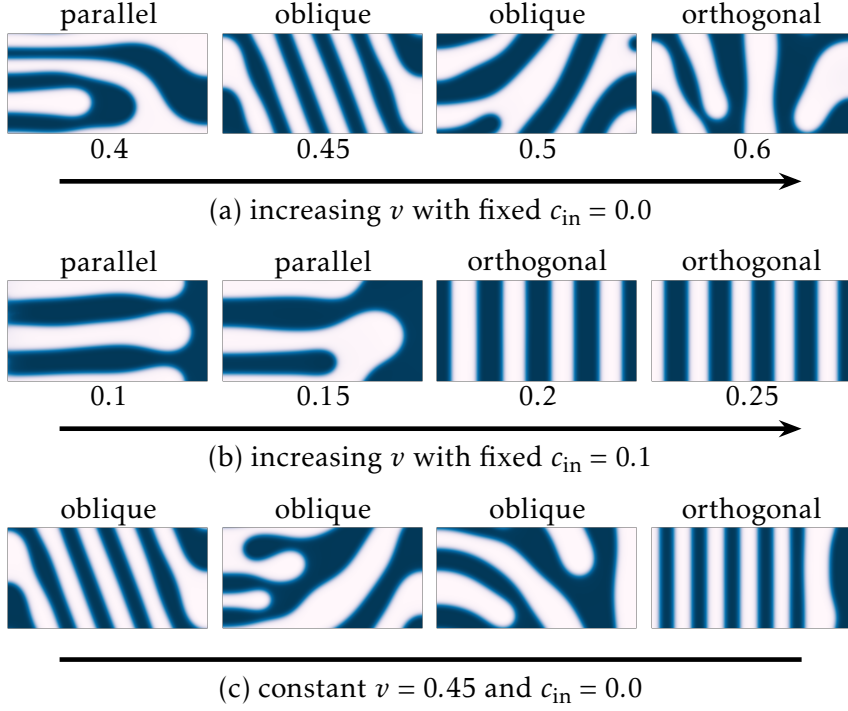 parallel oblique oblique orthogonal
0.4 0.45 0.5 0.6
(a) increasing v with fixed c_in = 0.0
parallel parallel orthogonal orthogonal
0.1 0.15 0.2 0.25
(b) increasing v with fixed c_in = 0.1
oblique oblique oblique orthogonal
(c) constant v = 0.45 and c_in = 0.0